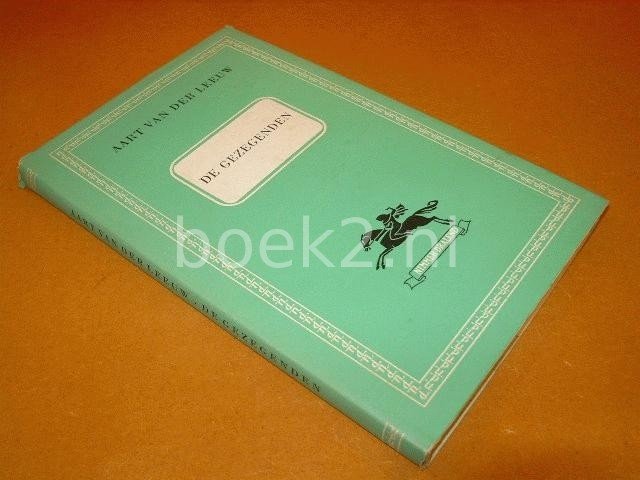 AART VAN DER LEEUW
DE GEZEGENDEN
boek2.nl
AART VAN DER LEEUW · DE GEZEGENDEN